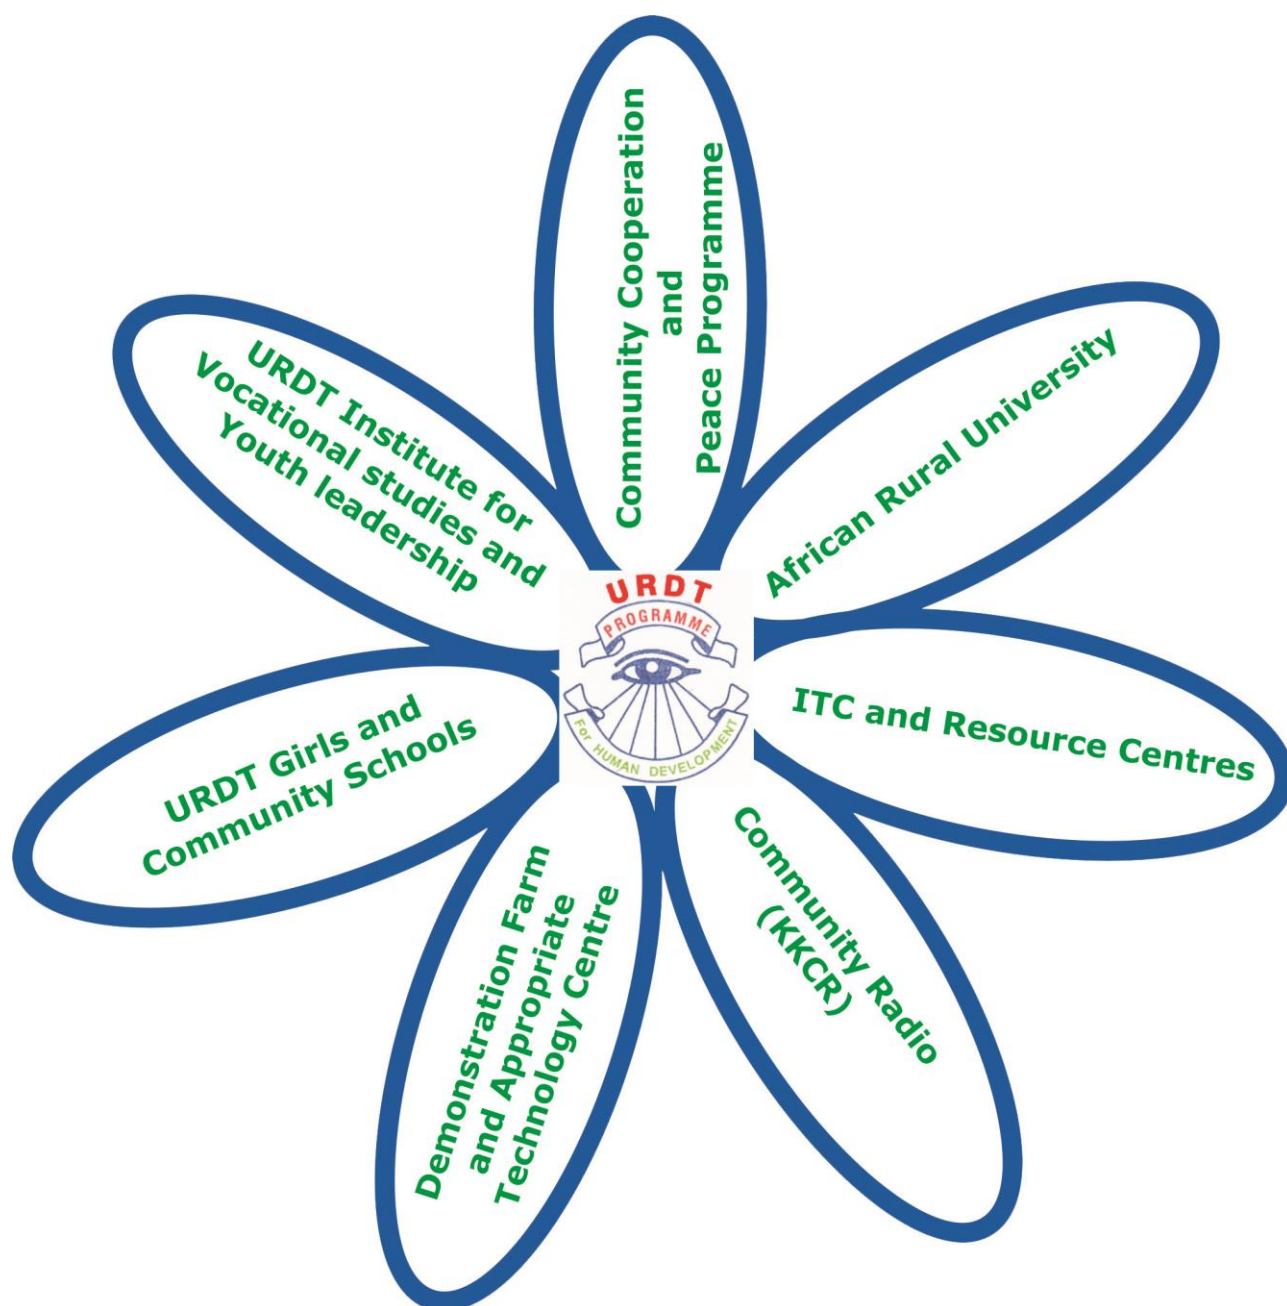 Community Cooperation
and
Peace Programme
African Rural University
ITC and Resource Centres
Community Radio
(KKCR)
Demonstration Farm
and Appropriate
Technology Centre
URDT Girls and
Community Schools
URDT Institute for
Vocational studies and
Youth leadership
URDT
PROGRAMME
For HUMAN DEVELOPMENT